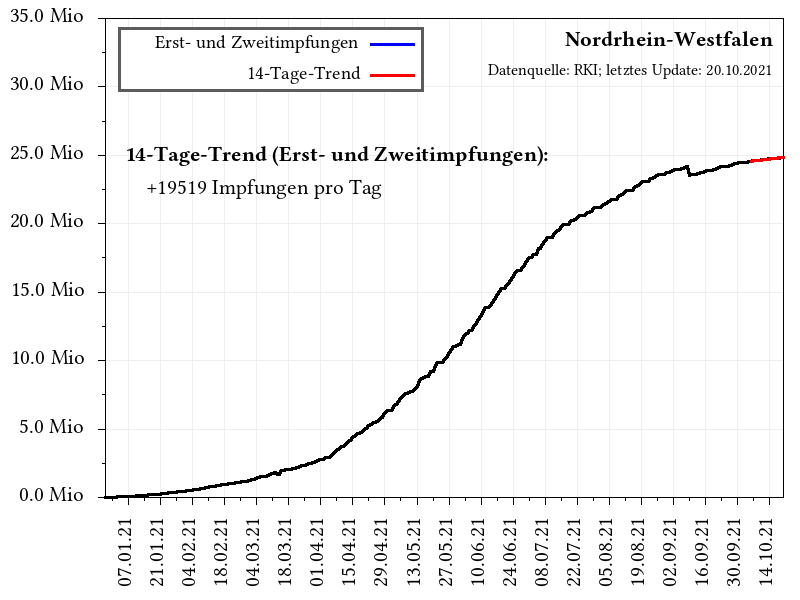 35.0 Mio
30.0 Mio
25.0 Mio
20.0 Mio
15.0 Mio
10.0 Mio
5.0 Mio
0.0 Mio
Erst- und Zweitimpfungen
14-Tage-Trend
Nordrhein-Westfalen
Datenquelle: RKI; letztes Update: 20.10.2021
14-Tage-Trend (Erst- und Zweitimpfungen):
+19519 Impfungen pro Tag
07.01.21
21.01.21
04.02.21
18.02.21
04.03.21
18.03.21
01.04.21
15.04.21
29.04.21
13.05.21
27.05.21
10.06.21
24.06.21
08.07.21
22.07.21
05.08.21
19.08.21
02.09.21
16.09.21
30.09.21
14.10.21